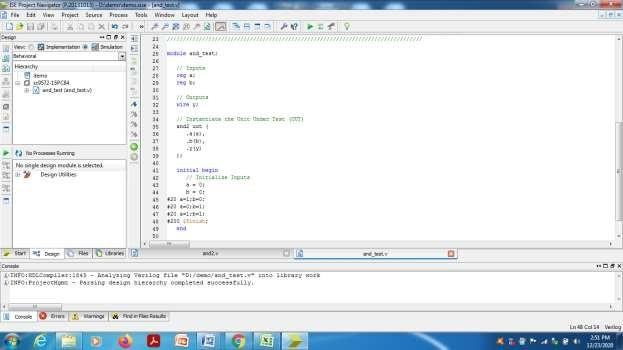 ISE Project Navigator (P.20131013) - D:\demo\demo.xise - [and_test.v]
File Edit View Project Source Process Tools Window Layout Help
Design
View: Implementation Simulation
Behavioral
Hierarchy
demo
xc9572-15PC84
and_test (and_test.v)
No Processes Running
No single design module is selected.
Design Utilities
Start Design Files Libraries
23 ////////////////////////////////////////////////////////////////////////////////
24
25 module and_test;
26
27 // Inputs
28 reg a;
29 reg b;
30
31 // Outputs
32 wire y;
33
34 // Instantiate the Unit Under Test (UUT)
35 and2 uut (
36 .a(a),
37 .b(b),
38 .y(y)
39 );
40
41 initial begin
42 // Initialize Inputs
43 a = 0;
44 b = 0;
45 #20 a=1;b=0;
46 #20 a=0;b=1;
47 #20 a=1;b=1;
48 #200 $finish;
49 end
50
and2.v and_test.v
Console
INFO:HDLCompiler:1845 - Analyzing Verilog file "D:/demo/and_test.v" into library work
INFO:ProjectMgmt - Parsing design hierarchy completed successfully.
Console Errors Warnings Find in Files Results
Ln 48 Col 14 Verilog
2:51 PM
12/23/2020